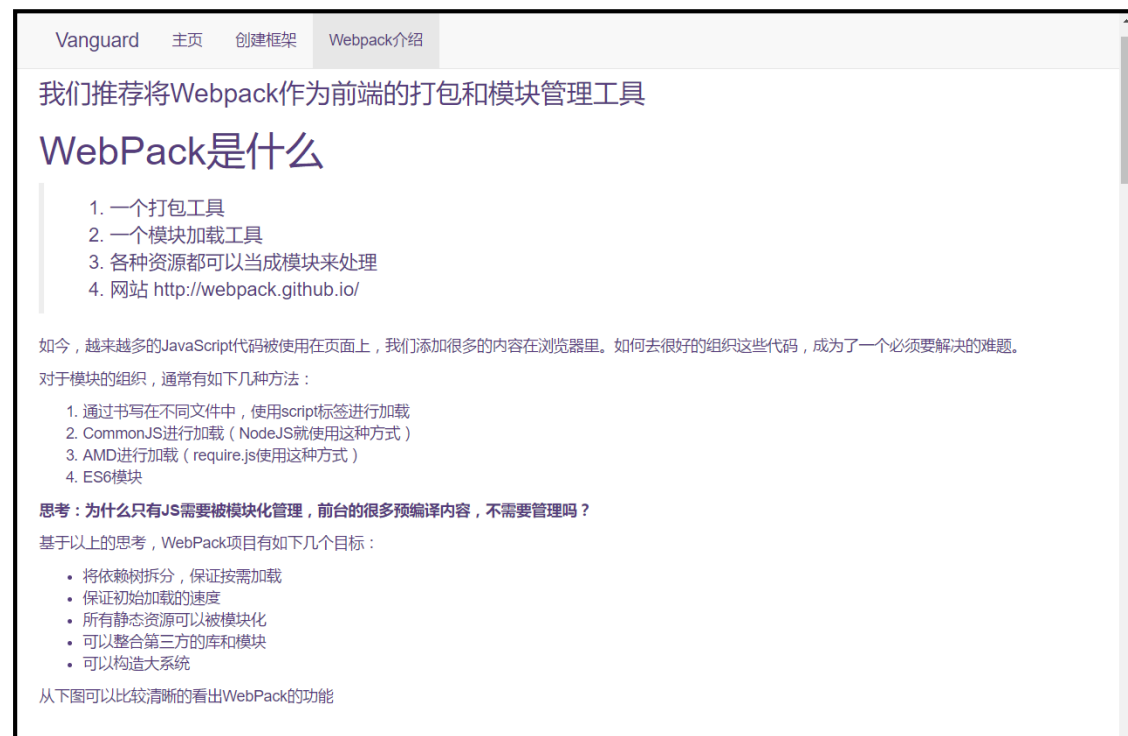 Vanguard 主页 创建框架 Webpack介绍
我们推荐将Webpack作为前端的打包和模块管理工具
WebPack是什么
1. 一个打包工具
2. 一个模块加载工具
3. 各种资源都可以当成模块来处理
4. 网站 http://webpack.github.io/
如今，越来越多的JavaScript代码被使用在页面上，我们添加很多的内容在浏览器里。如何去很好的组织这些代码，成为了一个必须要解决的难题。
对于模块的组织，通常有如下几种方法：
1. 通过书写在不同文件中，使用script标签进行加载
2. CommonJS进行加载（NodeJS就使用这种方式）
3. AMD进行加载（require.js使用这种方式）
4. ES6模块
思考：为什么只有JS需要被模块化管理，前台的很多预编译内容，不需要管理吗？
基于以上的思考，WebPack项目有如下几个目标：
• 将依赖树拆分，保证按需加载
• 保证初始加载的速度
• 所有静态资源可以被模块化
• 可以整合第三方的库和模块
• 可以构造大系统
从下图可以比较清晰的看出WebPack的功能